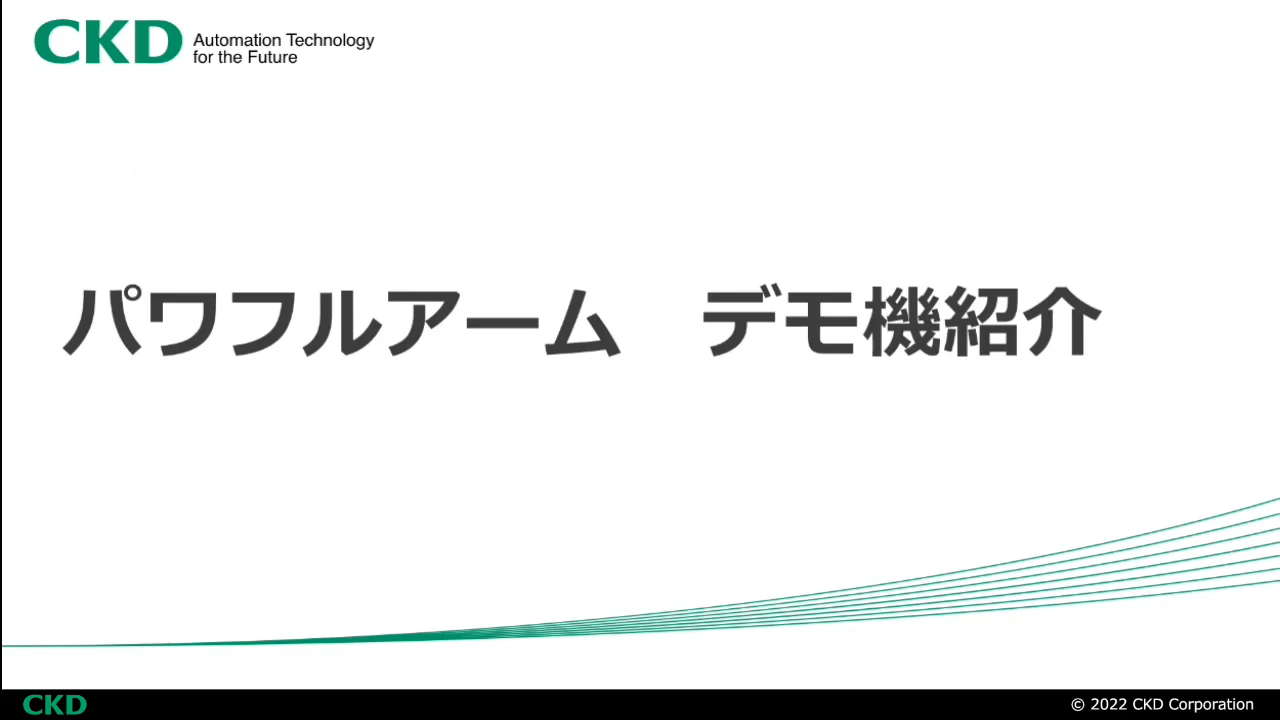 CKD
Automation Technology
for the Future
パワフルアーム　デモ機紹介
CKD
© 2022 CKD Corporation